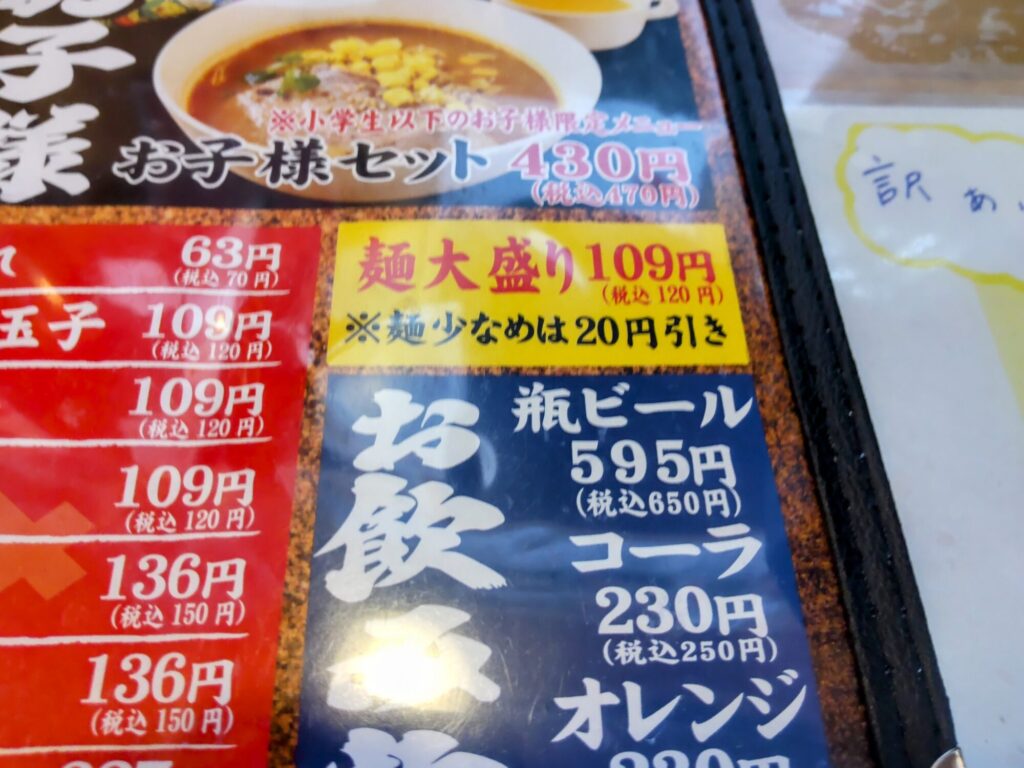 子様
※小学生以下のお子様限定メニュー
お子様セット 430円
(税込470円)
63円
(税込 70 円)
玉子 109円
(税込 120 円)
109円
(税込 120 円)
109円
(税込 120 円)
136円
(税込 150 円)
136円
(税込 150 円)
麺大盛り109円
(税込 120 円)
※麺少なめは20円引き
お飲み
瓶ビール
595円
(税込650円)
コーラ
230円
(税込250円)
オレンジ
230円
訳 あ